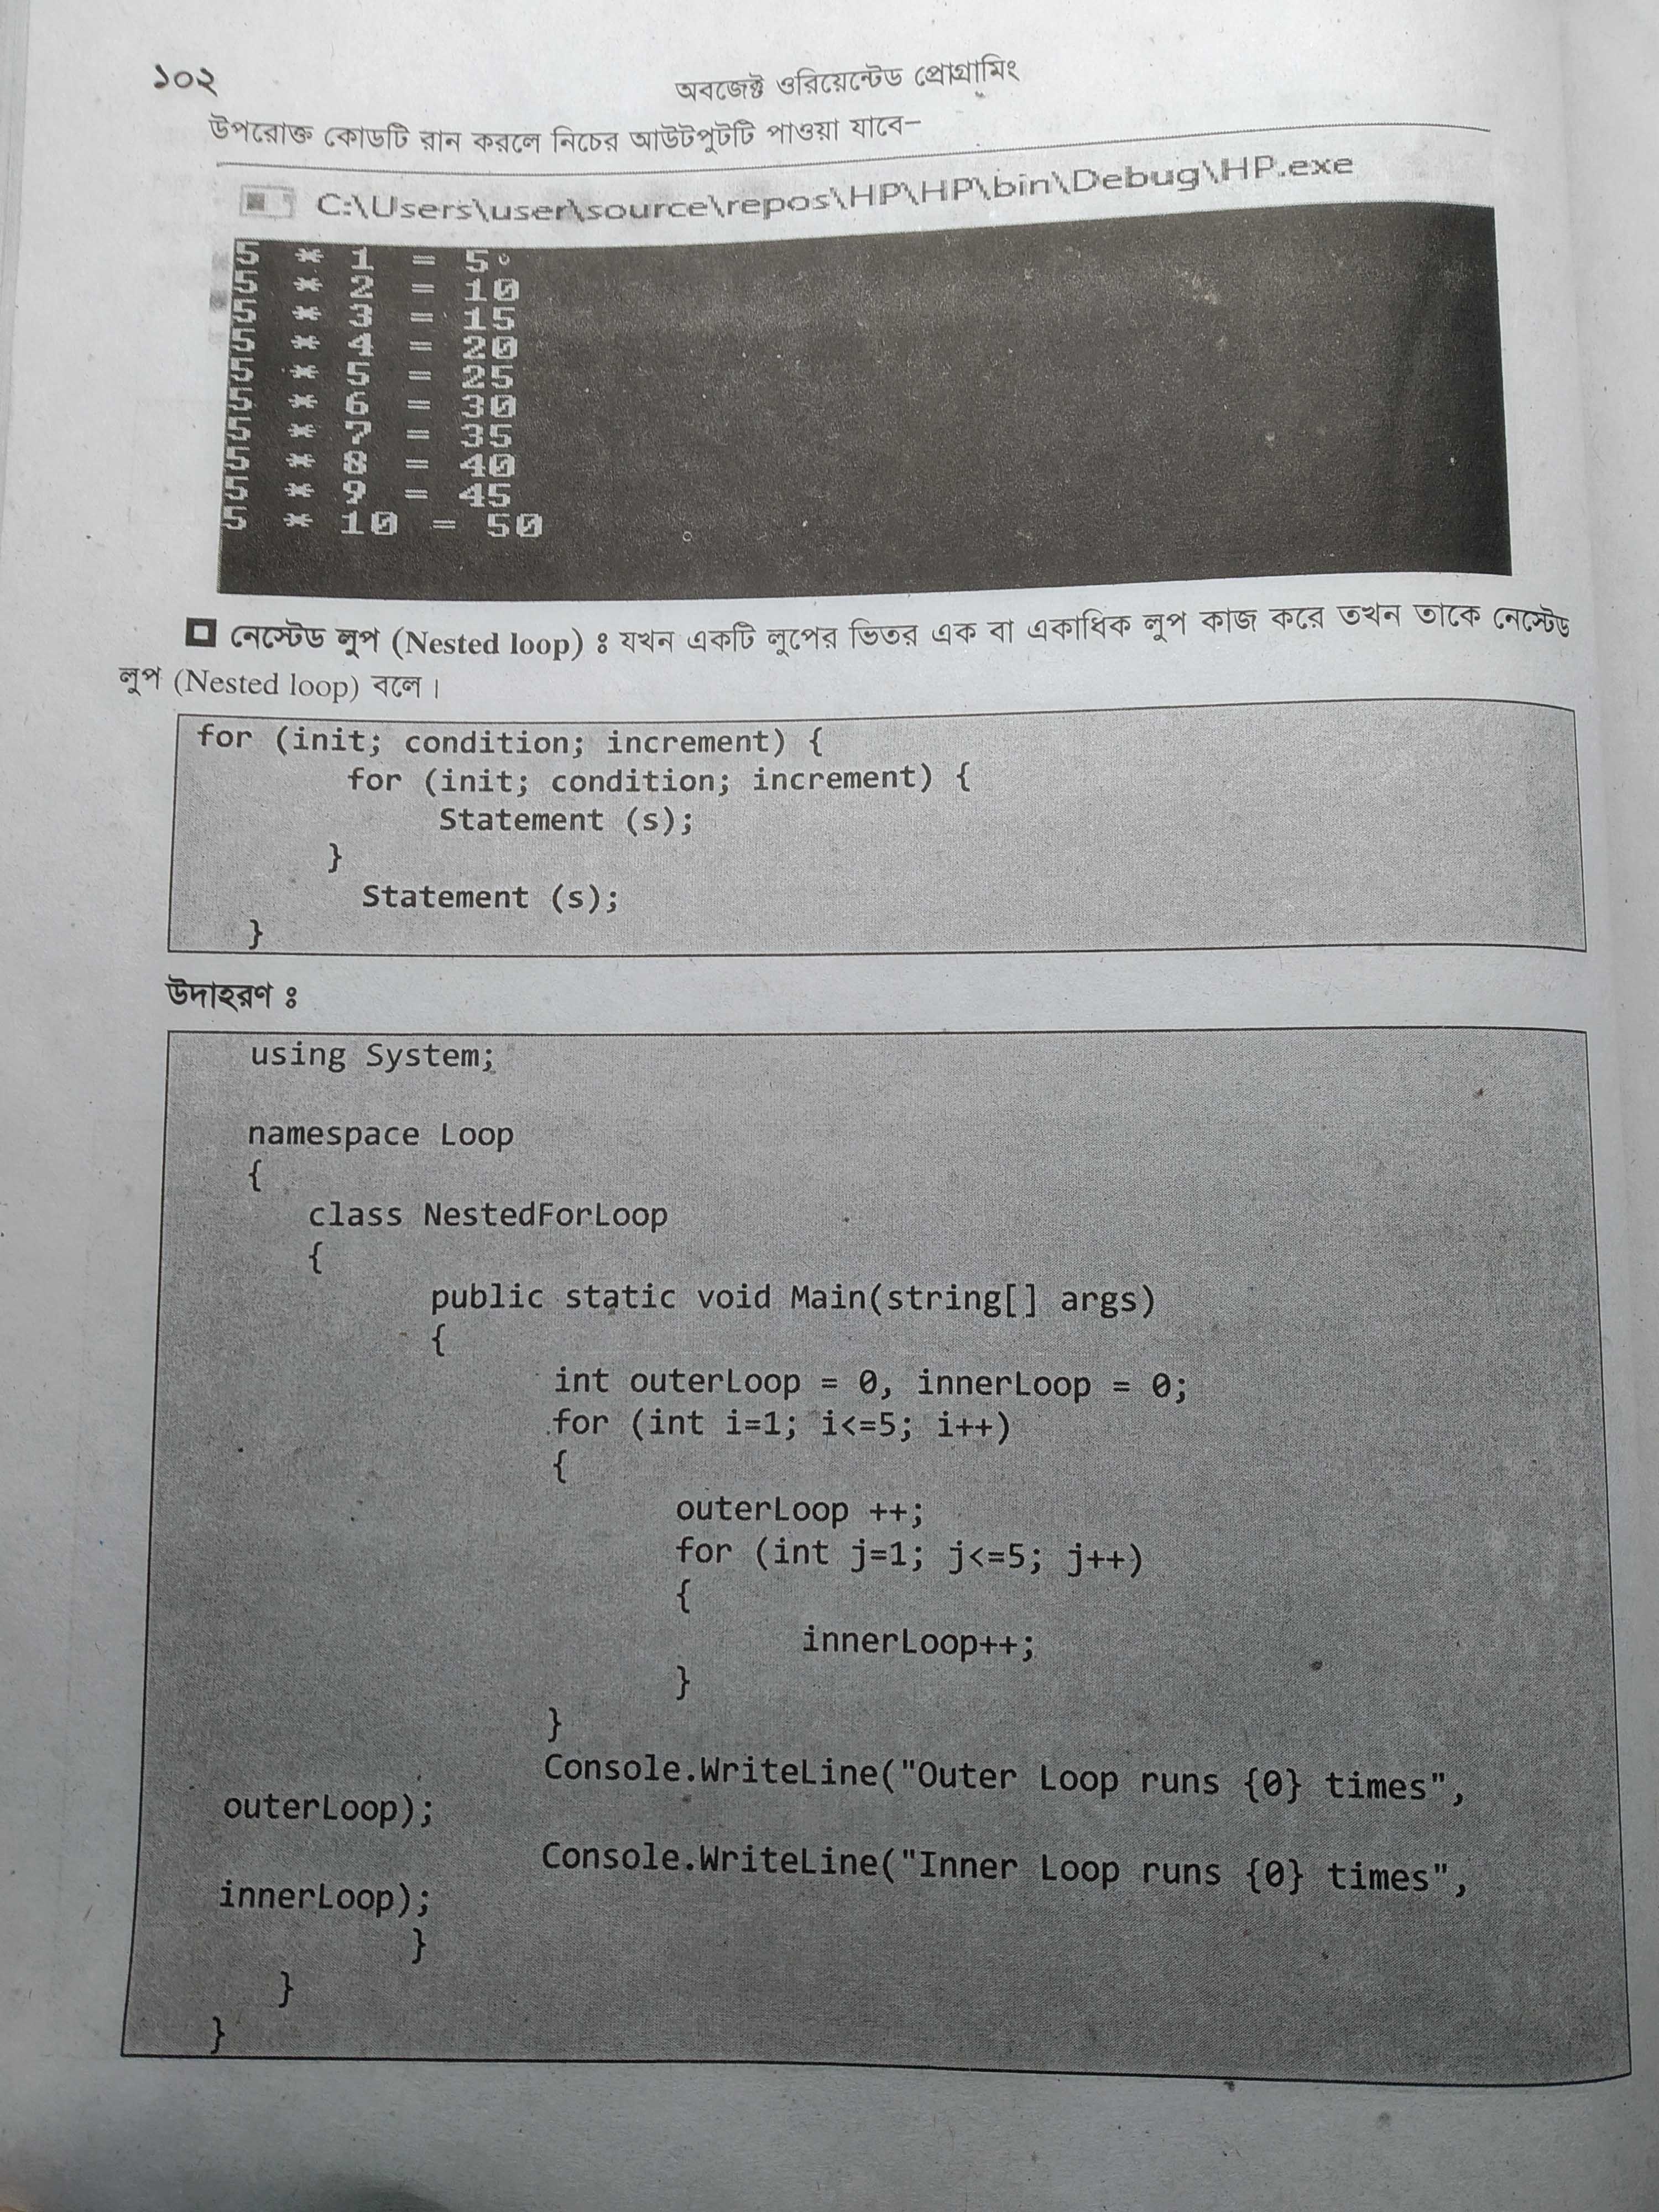 ১০২
অবজেক্ট ওরিয়েন্টেড প্রোগ্রামিং
উপরোক্ত কোডটি রান করলে নিচের আউটপুটটি পাওয়া যাবে–
C:\Users\user\source\repos\HP\HP\bin\Debug\HP.exe
5 * 1 = 5
5 * 2 = 10
5 * 3 = 15
5 * 4 = 20
5 * 5 = 25
5 * 6 = 30
5 * 7 = 35
5 * 8 = 40
5 * 9 = 45
5 * 10 = 50
নেস্টেড লুপ (Nested loop) ঃ যখন একটি লুপের ভিতর এক বা একাধিক লুপ কাজ করে তখন তাকে নেস্টেড
লুপ (Nested loop) বলে।
for (init; condition; increment) {
for (init; condition; increment) {
Statement (s);
}
Statement (s);
}
উদাহরণ ঃ
using System;
namespace Loop
{
class NestedForLoop
{
public static void Main(string[] args)
{
int outerLoop = 0, innerLoop = 0;
for (int i=1; i<=5; i++)
{
outerLoop ++;
for (int j=1; j<=5; j++)
{
innerLoop++;
}
}
Console.WriteLine("Outer Loop runs {0} times",
outerLoop);
Console.WriteLine("Inner Loop runs {0} times",
innerLoop);
}
}
}